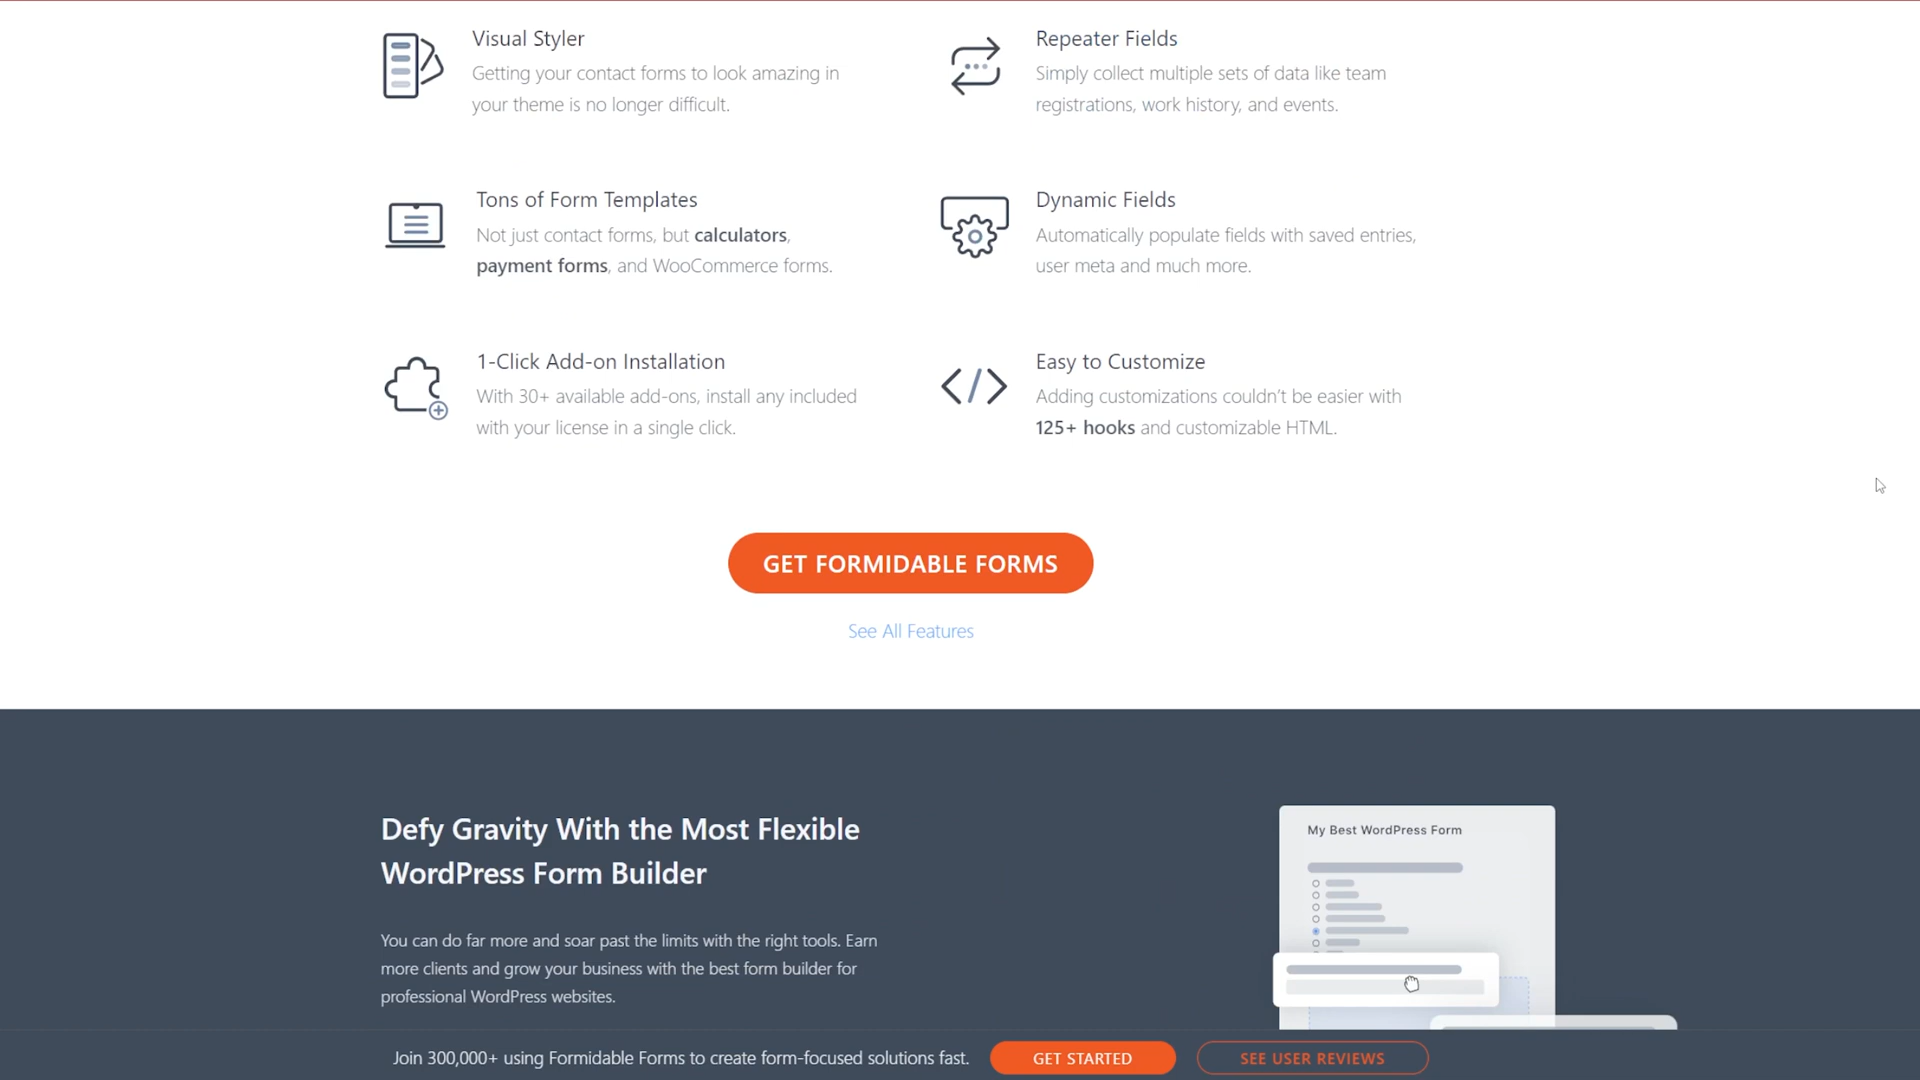 Visual Styler
Getting your contact forms to look amazing in
your theme is no longer difficult.
Repeater Fields
Simply collect multiple sets of data like team
registrations, work history, and events.
Tons of Form Templates
Not just contact forms, but calculators,
payment forms, and WooCommerce forms.
Dynamic Fields
Automatically populate fields with saved entries,
user meta and much more.
1-Click Add-on Installation
With 30+ available add-ons, install any included
with your license in a single click.
Easy to Customize
Adding customizations couldn't be easier with
125+ hooks and customizable HTML.
GET FORMIDABLE FORMS
See All Features
Defy Gravity With the Most Flexible
WordPress Form Builder
You can do far more and soar past the limits with the right tools. Earn
more clients and grow your business with the best form builder for
professional WordPress websites.
My Best WordPress Form
Join 300,000+ using Formidable Forms to create form-focused solutions fast.
GET STARTED
SEE USER REVIEWS